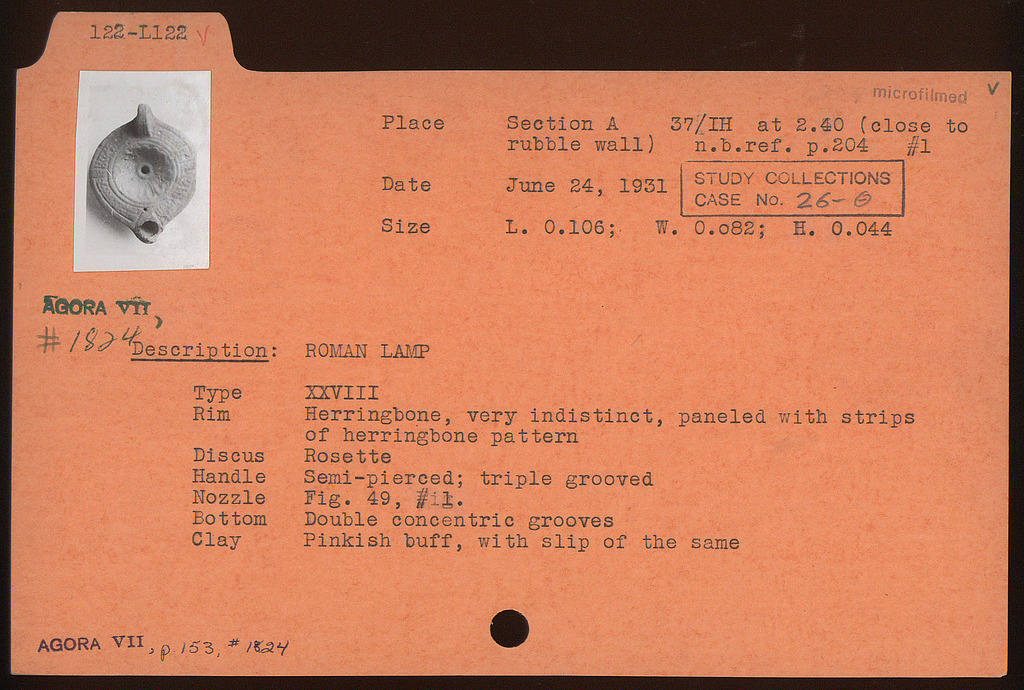 122-L122 V
microfilmed V
Place Section A 37/IH at 2.40 (close to
rubble wall) n.b.ref. p.204 #1
Date June 24, 1931
STUDY COLLECTIONS
CASE No. 26-θ
Size L. 0.106; W. 0.o82; H. 0.044
AGORA VII,
# 1824
Description: ROMAN LAMP
Type XXVIII
Rim Herringbone, very indistinct, paneled with strips
of herringbone pattern
Discus Rosette
Handle Semi-pierced; triple grooved
Nozzle Fig. 49,
Bottom Double concentric grooves
Clay Pinkish buff, with slip of the same
AGORA VII, p. 153, # 1824